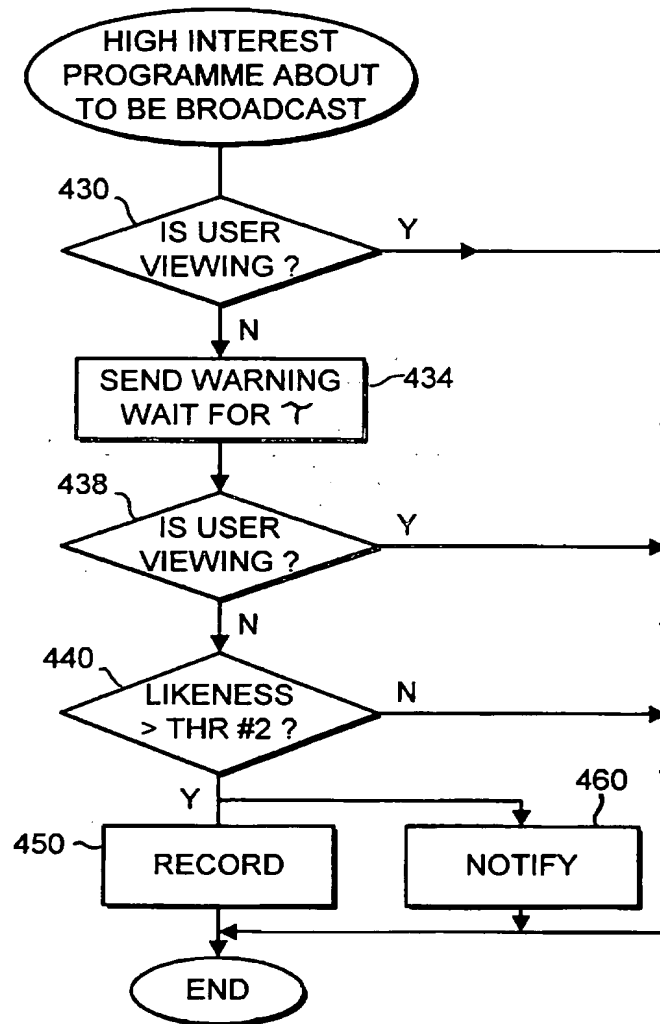 HIGH INTEREST
PROGRAMME ABOUT
TO BE BROADCAST
430
IS USER
VIEWING ?
Y
N
SEND WARNING
WAIT FOR τ
434
438
IS USER
VIEWING ?
Y
N
440
LIKENESS
> THR #2 ?
N
Y
460
450
RECORD
NOTIFY
END